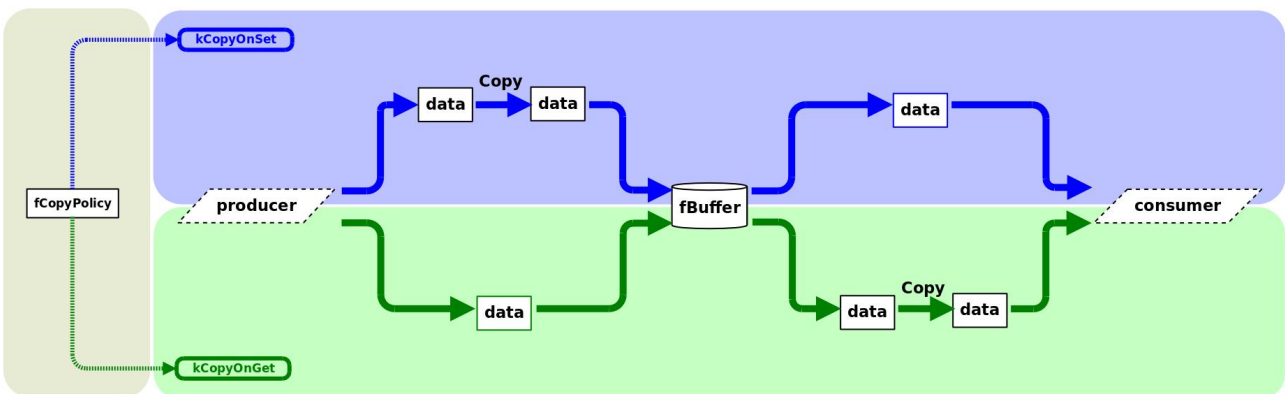 kCopyOnSet
Copy
data
data
data
fCopyPolicy
producer
fBuffer
consumer
data
Copy
data
data
kCopyOnGet